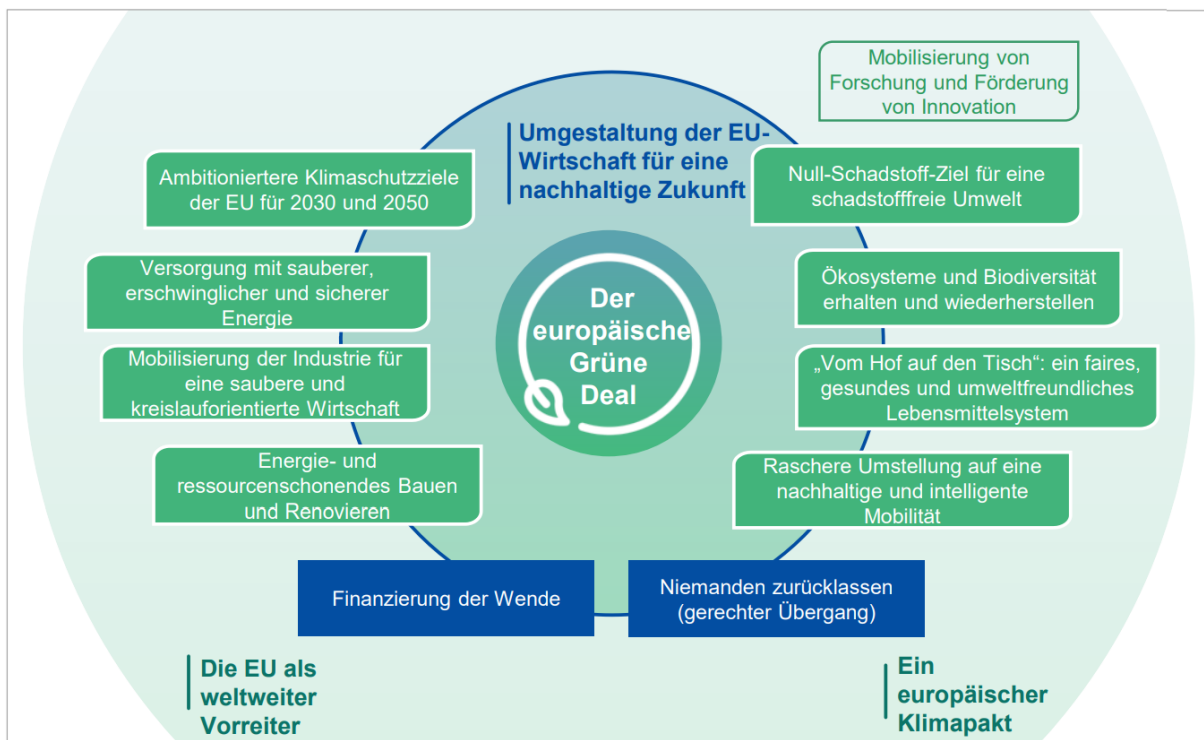 Mobilisierung von
Forschung und Förderung
von Innovation
Umgestaltung der EU-
Wirtschaft für eine
nachhaltige Zukunft
Ambitioniertere Klimaschutzziele
der EU für 2030 und 2050
Null-Schadstoff-Ziel für eine
schadstofffreie Umwelt
Versorgung mit sauberer,
erschwinglicher und sicherer
Energie
Ökosysteme und Biodiversität
erhalten und wiederherstellen
Der
europäische
Grüne
Deal
Mobilisierung der Industrie für
eine saubere und
kreislauforientierte Wirtschaft
„Vom Hof auf den Tisch“: ein faires,
gesundes und umweltfreundliches
Lebensmittelsystem
Energie- und
ressourcenschonendes Bauen
und Renovieren
Raschere Umstellung auf eine
nachhaltige und intelligente
Mobilität
Finanzierung der Wende
Niemanden zurücklassen
(gerechter Übergang)
Die EU als
weltweiter
Vorreiter
Ein
europäischer
Klimapakt